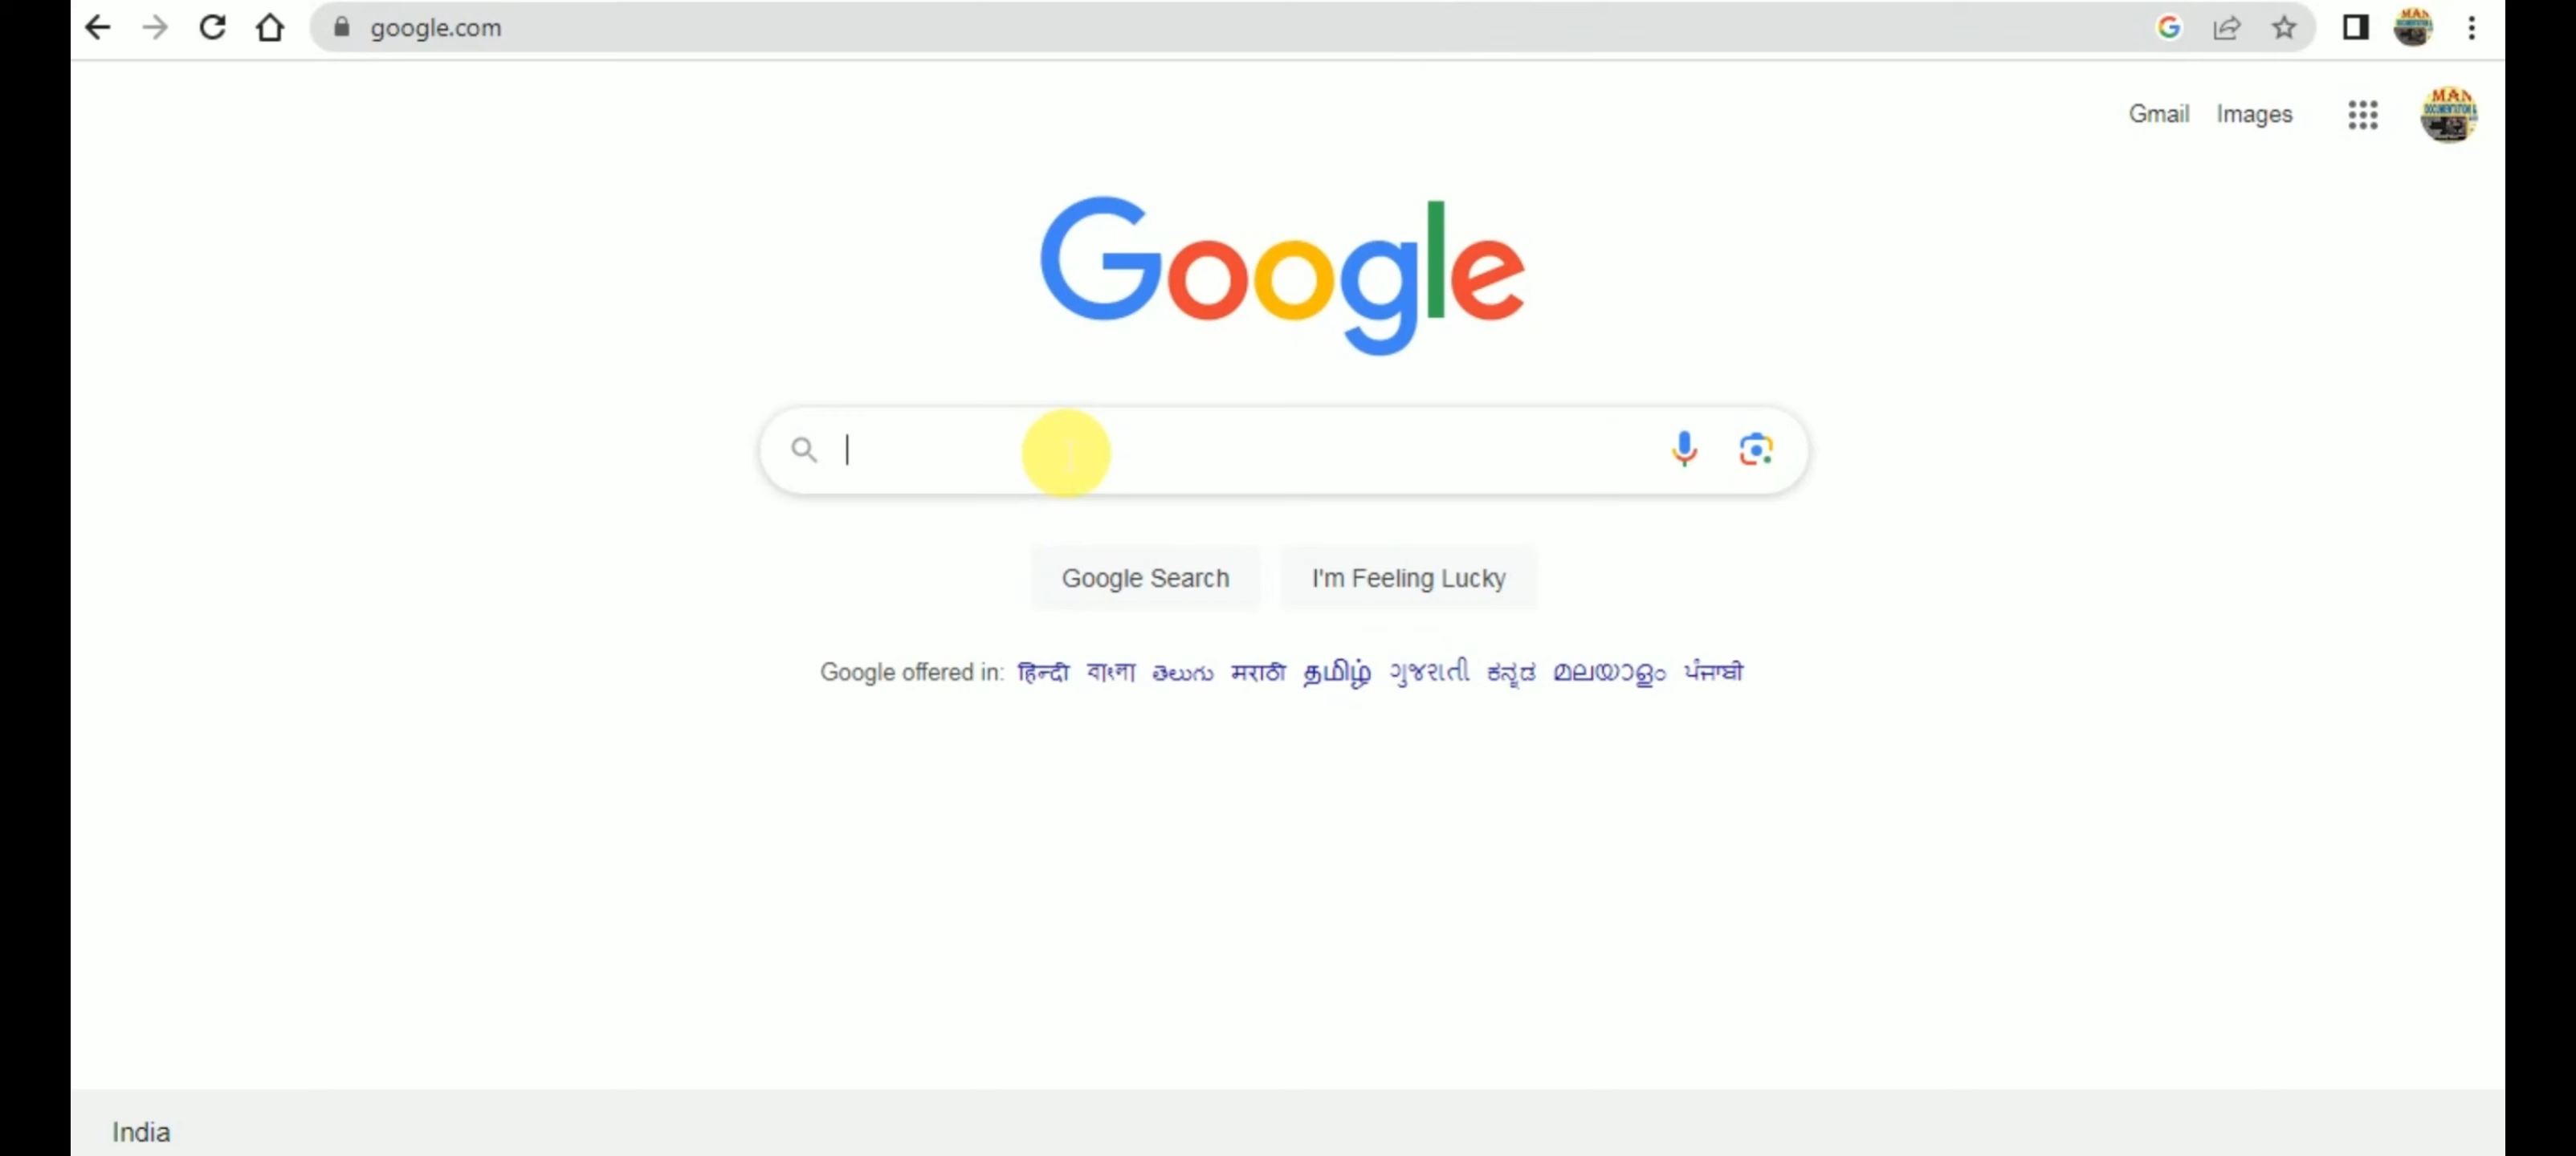 google.com
Gmail Images
MAN
Google
Google Search I'm Feeling Lucky
Google offered in: हिन्दी বাংলা తెలుగు मराठी தமிழ் ગુજરાતી ಕನ್ನಡ മലയാളം ਪੰਜਾਬੀ
India